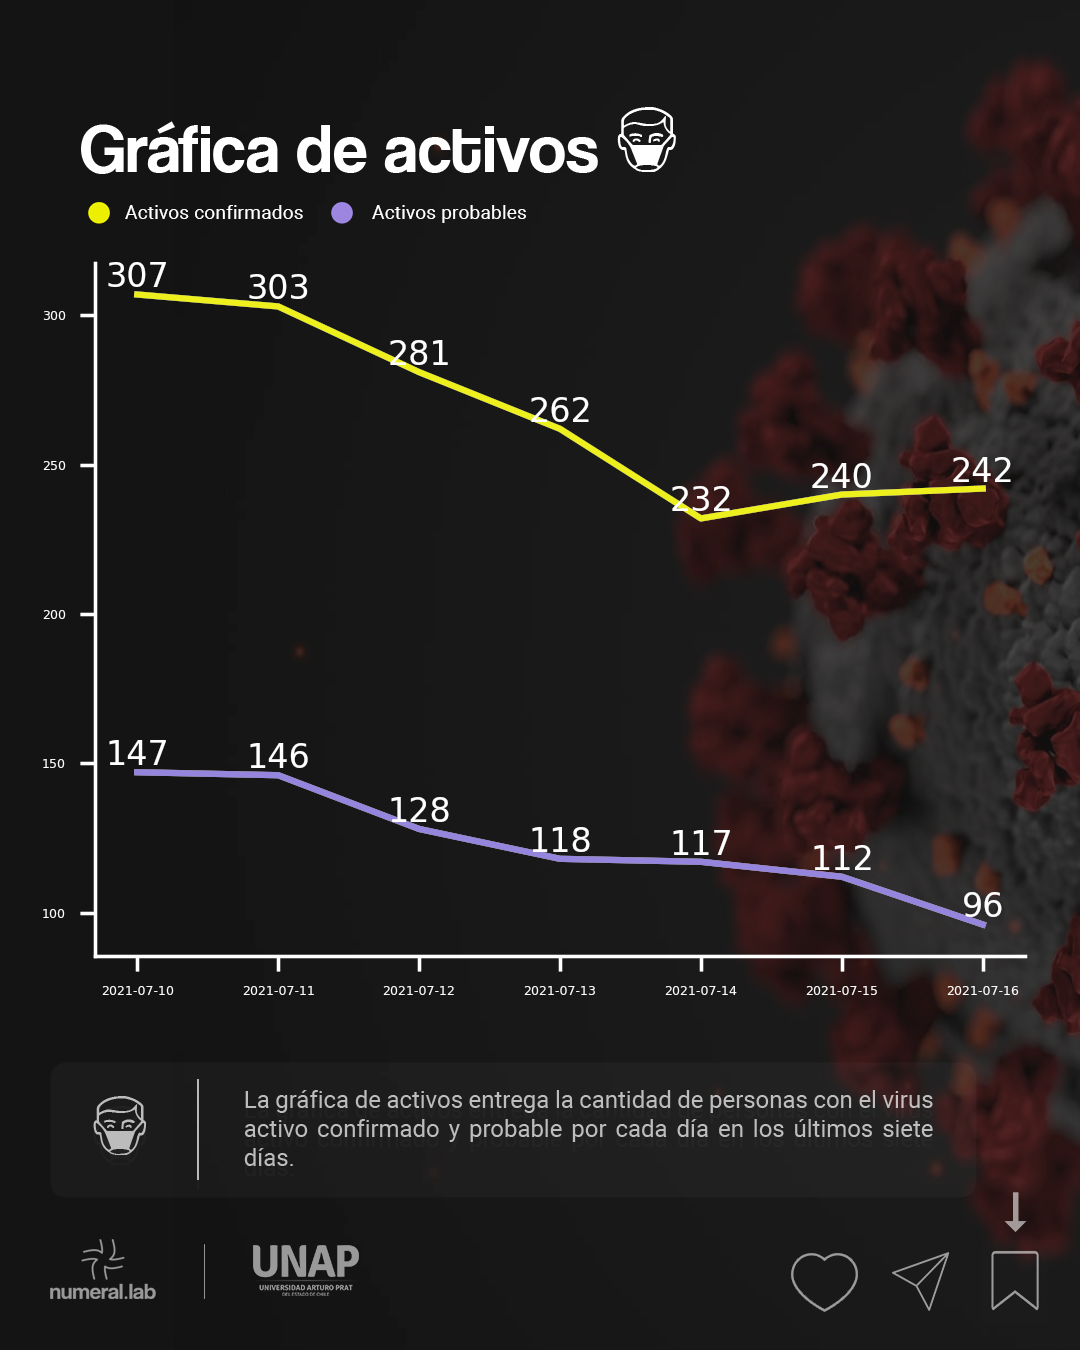 Gráfica de activos
Activos confirmados
Activos probables
307
303
281
262
232
240
242
300
250
200
150
100
147
146
128
118
117
112
96
2021-07-10
2021-07-11
2021-07-12
2021-07-13
2021-07-14
2021-07-15
2021-07-16
La gráfica de activos entrega la cantidad de personas con el virus
activo confirmado y probable por cada día en los últimos siete
días.
numeral.lab
UNAP
UNIVERSIDAD ARTURO PRAT
DEL ESTADO DE CHILE